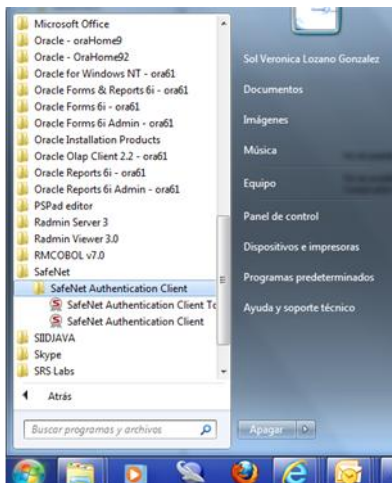 Microsoft Office
Oracle - oraHome9
Oracle - OraHome92
Oracle for Windows NT - ora61
Oracle Forms & Reports 6i - ora61
Oracle Forms 6i - ora61
Oracle Forms 6i Admin - ora61
Oracle Installation Products
Oracle Olap Client 2.2 - ora61
Oracle Reports 6i - ora61
Oracle Reports 6i Admin - ora61
PSPad editor
Radmin Server 3
Radmin Viewer 3.0
RMCOBOL v7.0
SafeNet
SafeNet Authentication Client
SafeNet Authentication Client To
SafeNet Authentication Client
SIIDJAVA
Skype
SRS Labs
Atrás
Buscar programas y archivos
Sol Veronica Lozano Gonzalez
Documentos
Imágenes
Música
Equipo
Panel de control
Dispositivos e impresoras
Programas predeterminados
Ayuda y soporte técnico
Apagar